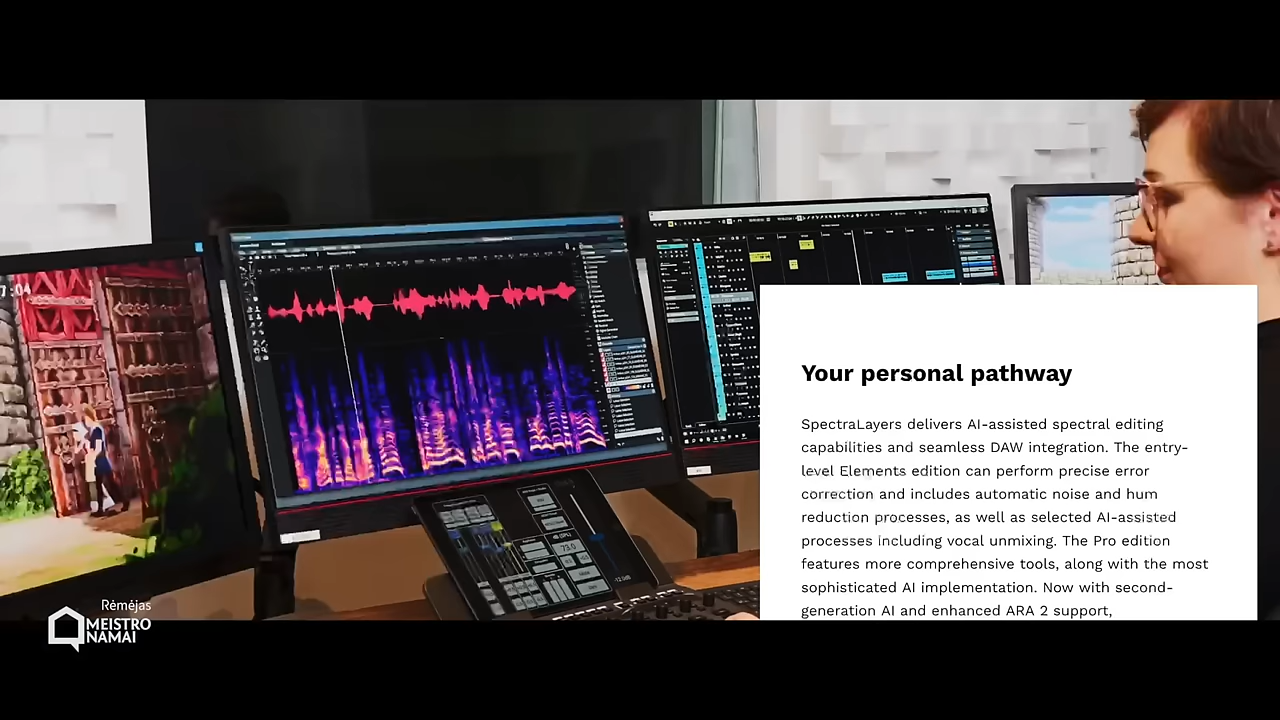 7:04
Your personal pathway
SpectraLayers delivers AI-assisted spectral editing
capabilities and seamless DAW integration. The entry-
level Elements edition can perform precise error
correction and includes automatic noise and hum
reduction processes, as well as selected AI-assisted
processes including vocal unmixing. The Pro edition
features more comprehensive tools, along with the most
sophisticated AI implementation. Now with second-
generation AI and enhanced ARA 2 support,
Rėmėjas
MEISTRO
NAMAI